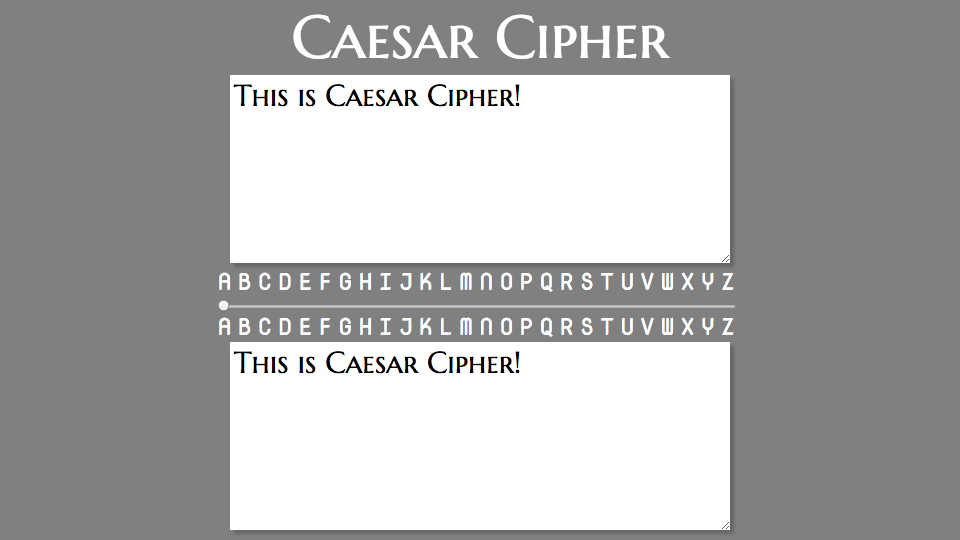 Caesar Cipher
This is Caesar Cipher!
A B C D E F G H I J K L M N O P Q R S T U V W X Y Z
A B C D E F G H I J K L M N O P Q R S T U V W X Y Z
This is Caesar Cipher!